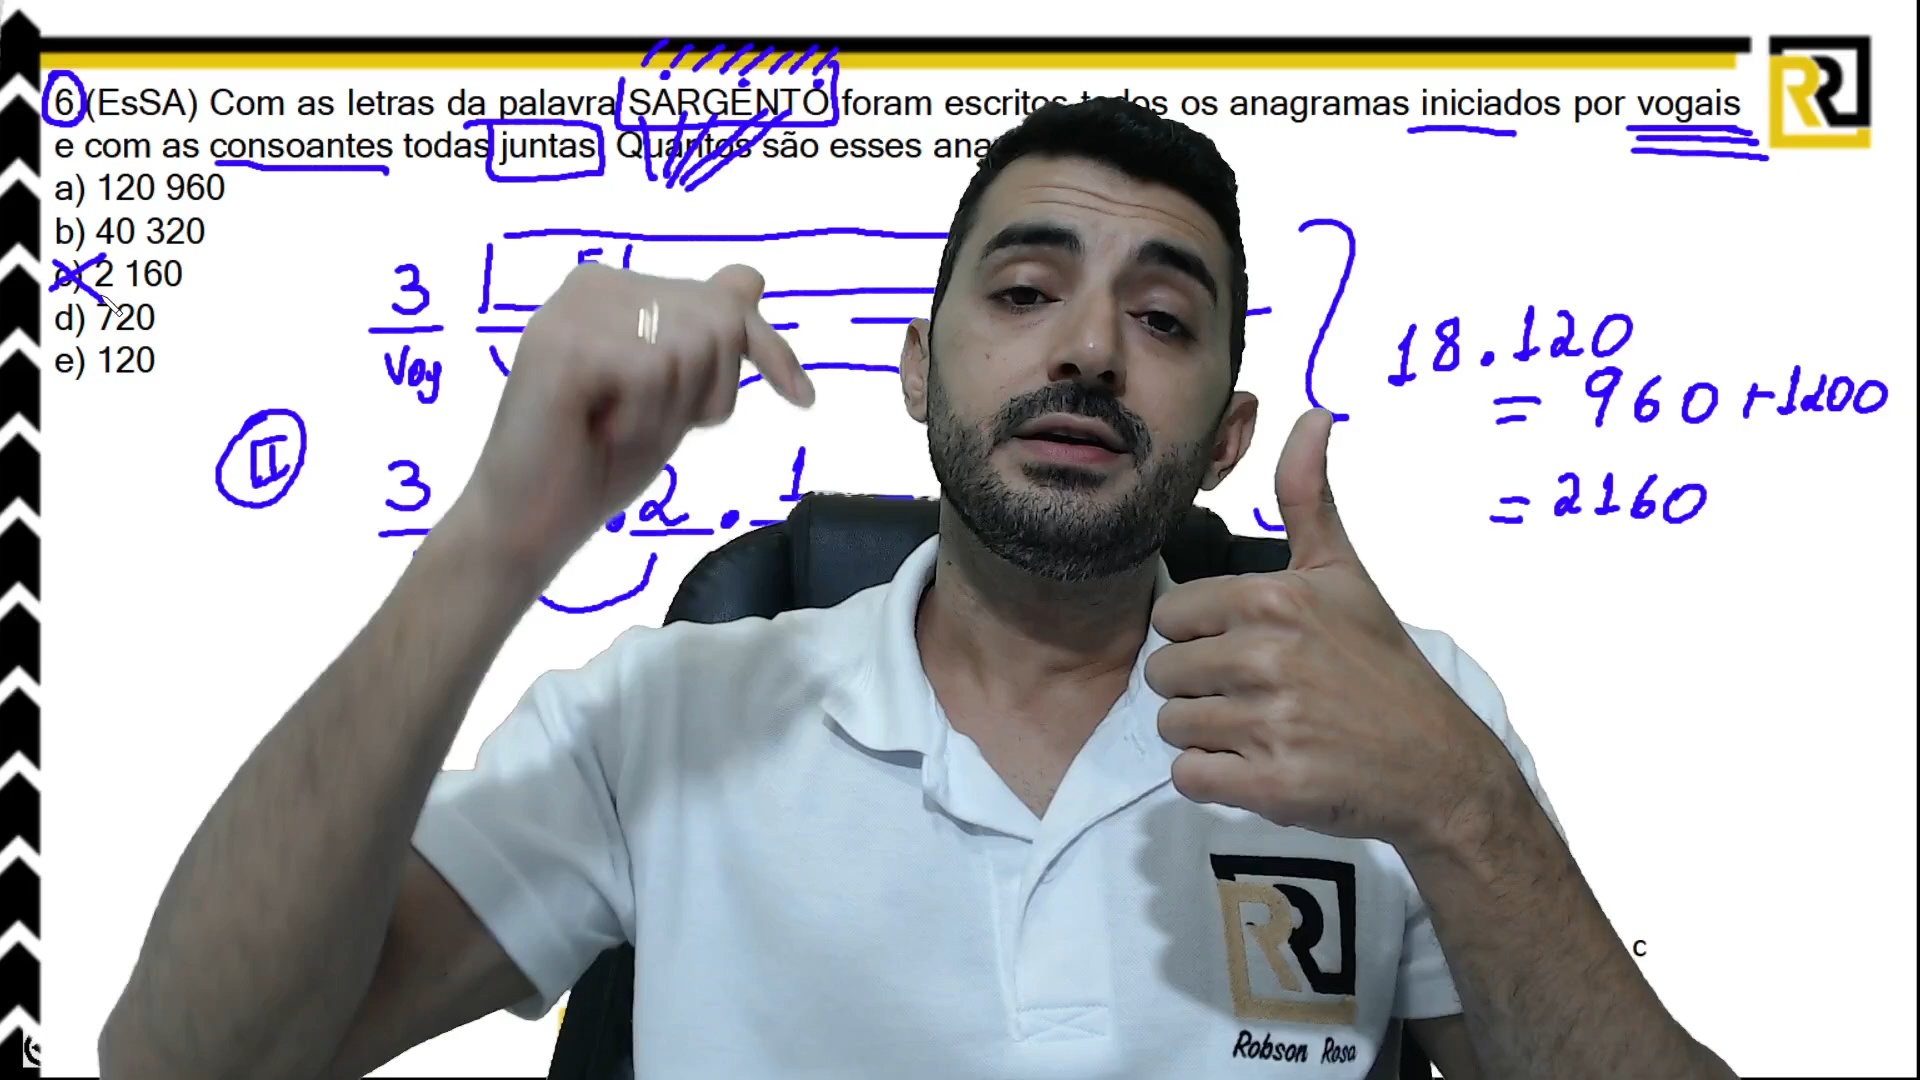 6 (EsSA) Com as letras da palavra SARGENTO foram escritos todos os anagramas iniciados por vogais
e com as consoantes todas juntas. Quantos são esses
a) 120 960
b) 40 320
c) 2 160
d) 720
e) 120
3
Vog
18.120
= 960 + 1200
= 2160
II
3
. 2 . 1
RR
Robson Rosa
c